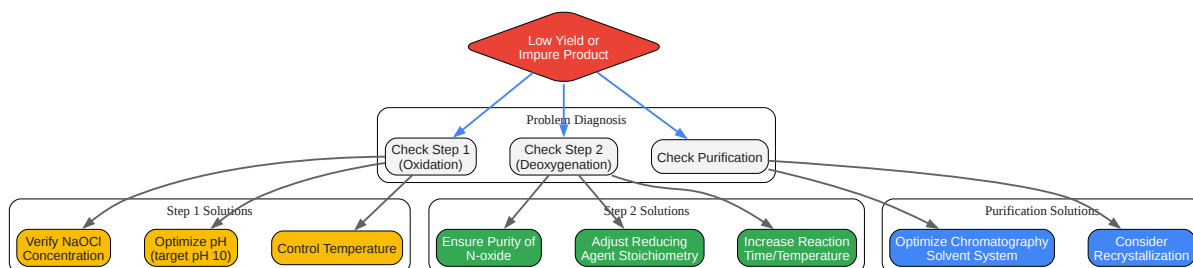 Low Yield or
Impure Product
Problem Diagnosis
Check Step 1
(Oxidation)
Check Step 2
(Deoxygenation)
Check Purification
Step 1 Solutions
Verify NaOCl
Concentration
Optimize pH
(target pH 10)
Control Temperature
Step 2 Solutions
Ensure Purity of
N-oxide
Adjust Reducing
Agent Stoichiometry
Increase Reaction
Time/Temperature
Purification Solutions
Optimize Chromatography
Solvent System
Consider
Recrystallization